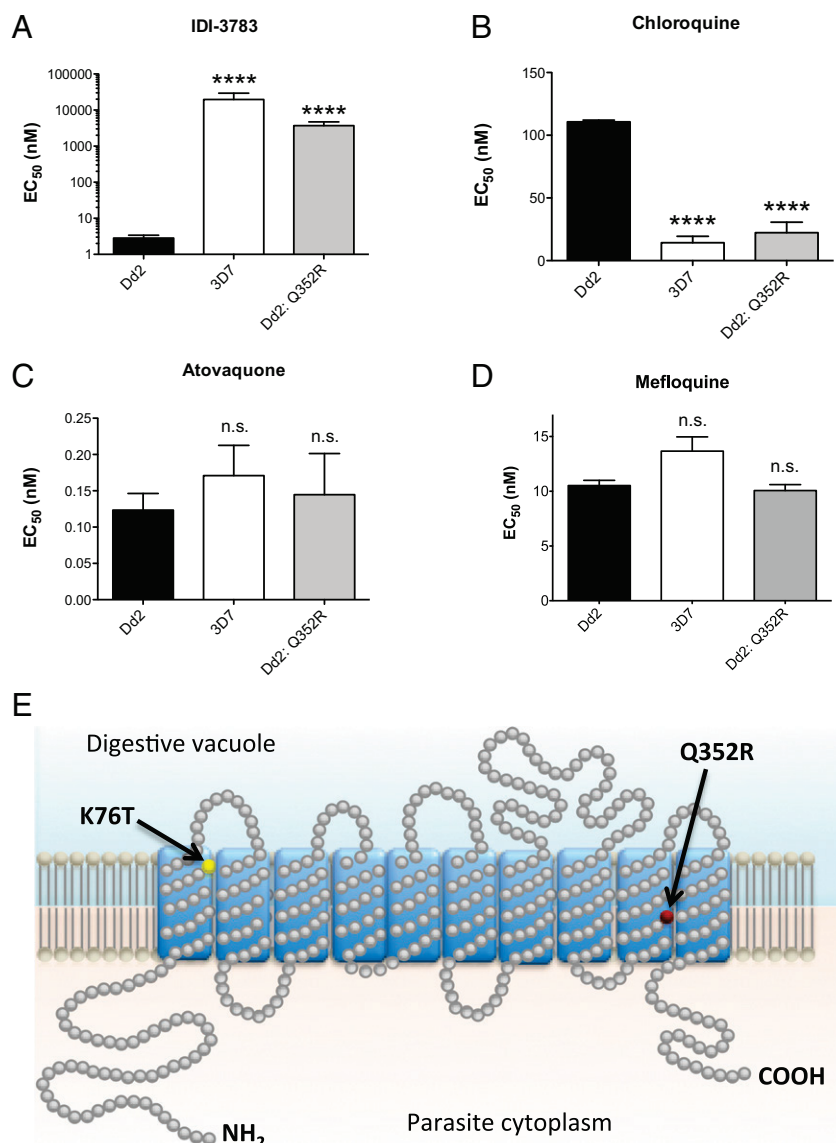 A
IDI-3783
EC50 (nM)
100000
10000
1000
100
10
1
****
****
Dd2
3D7
Dd2: Q352R
B
Chloroquine
EC50 (nM)
150
100
50
0
****
****
Dd2
3D7
Dd2: Q352R
C
Atovaquone
EC50 (nM)
0.25
0.20
0.15
0.10
0.05
0.00
n.s.
n.s.
Dd2
3D7
Dd2: Q352R
D
Mefloquine
EC50 (nM)
15
10
5
0
n.s.
n.s.
Dd2
3D7
Dd2: Q352R
E
Digestive vacuole
Q352R
K76T
COOH
NH2
Parasite cytoplasm